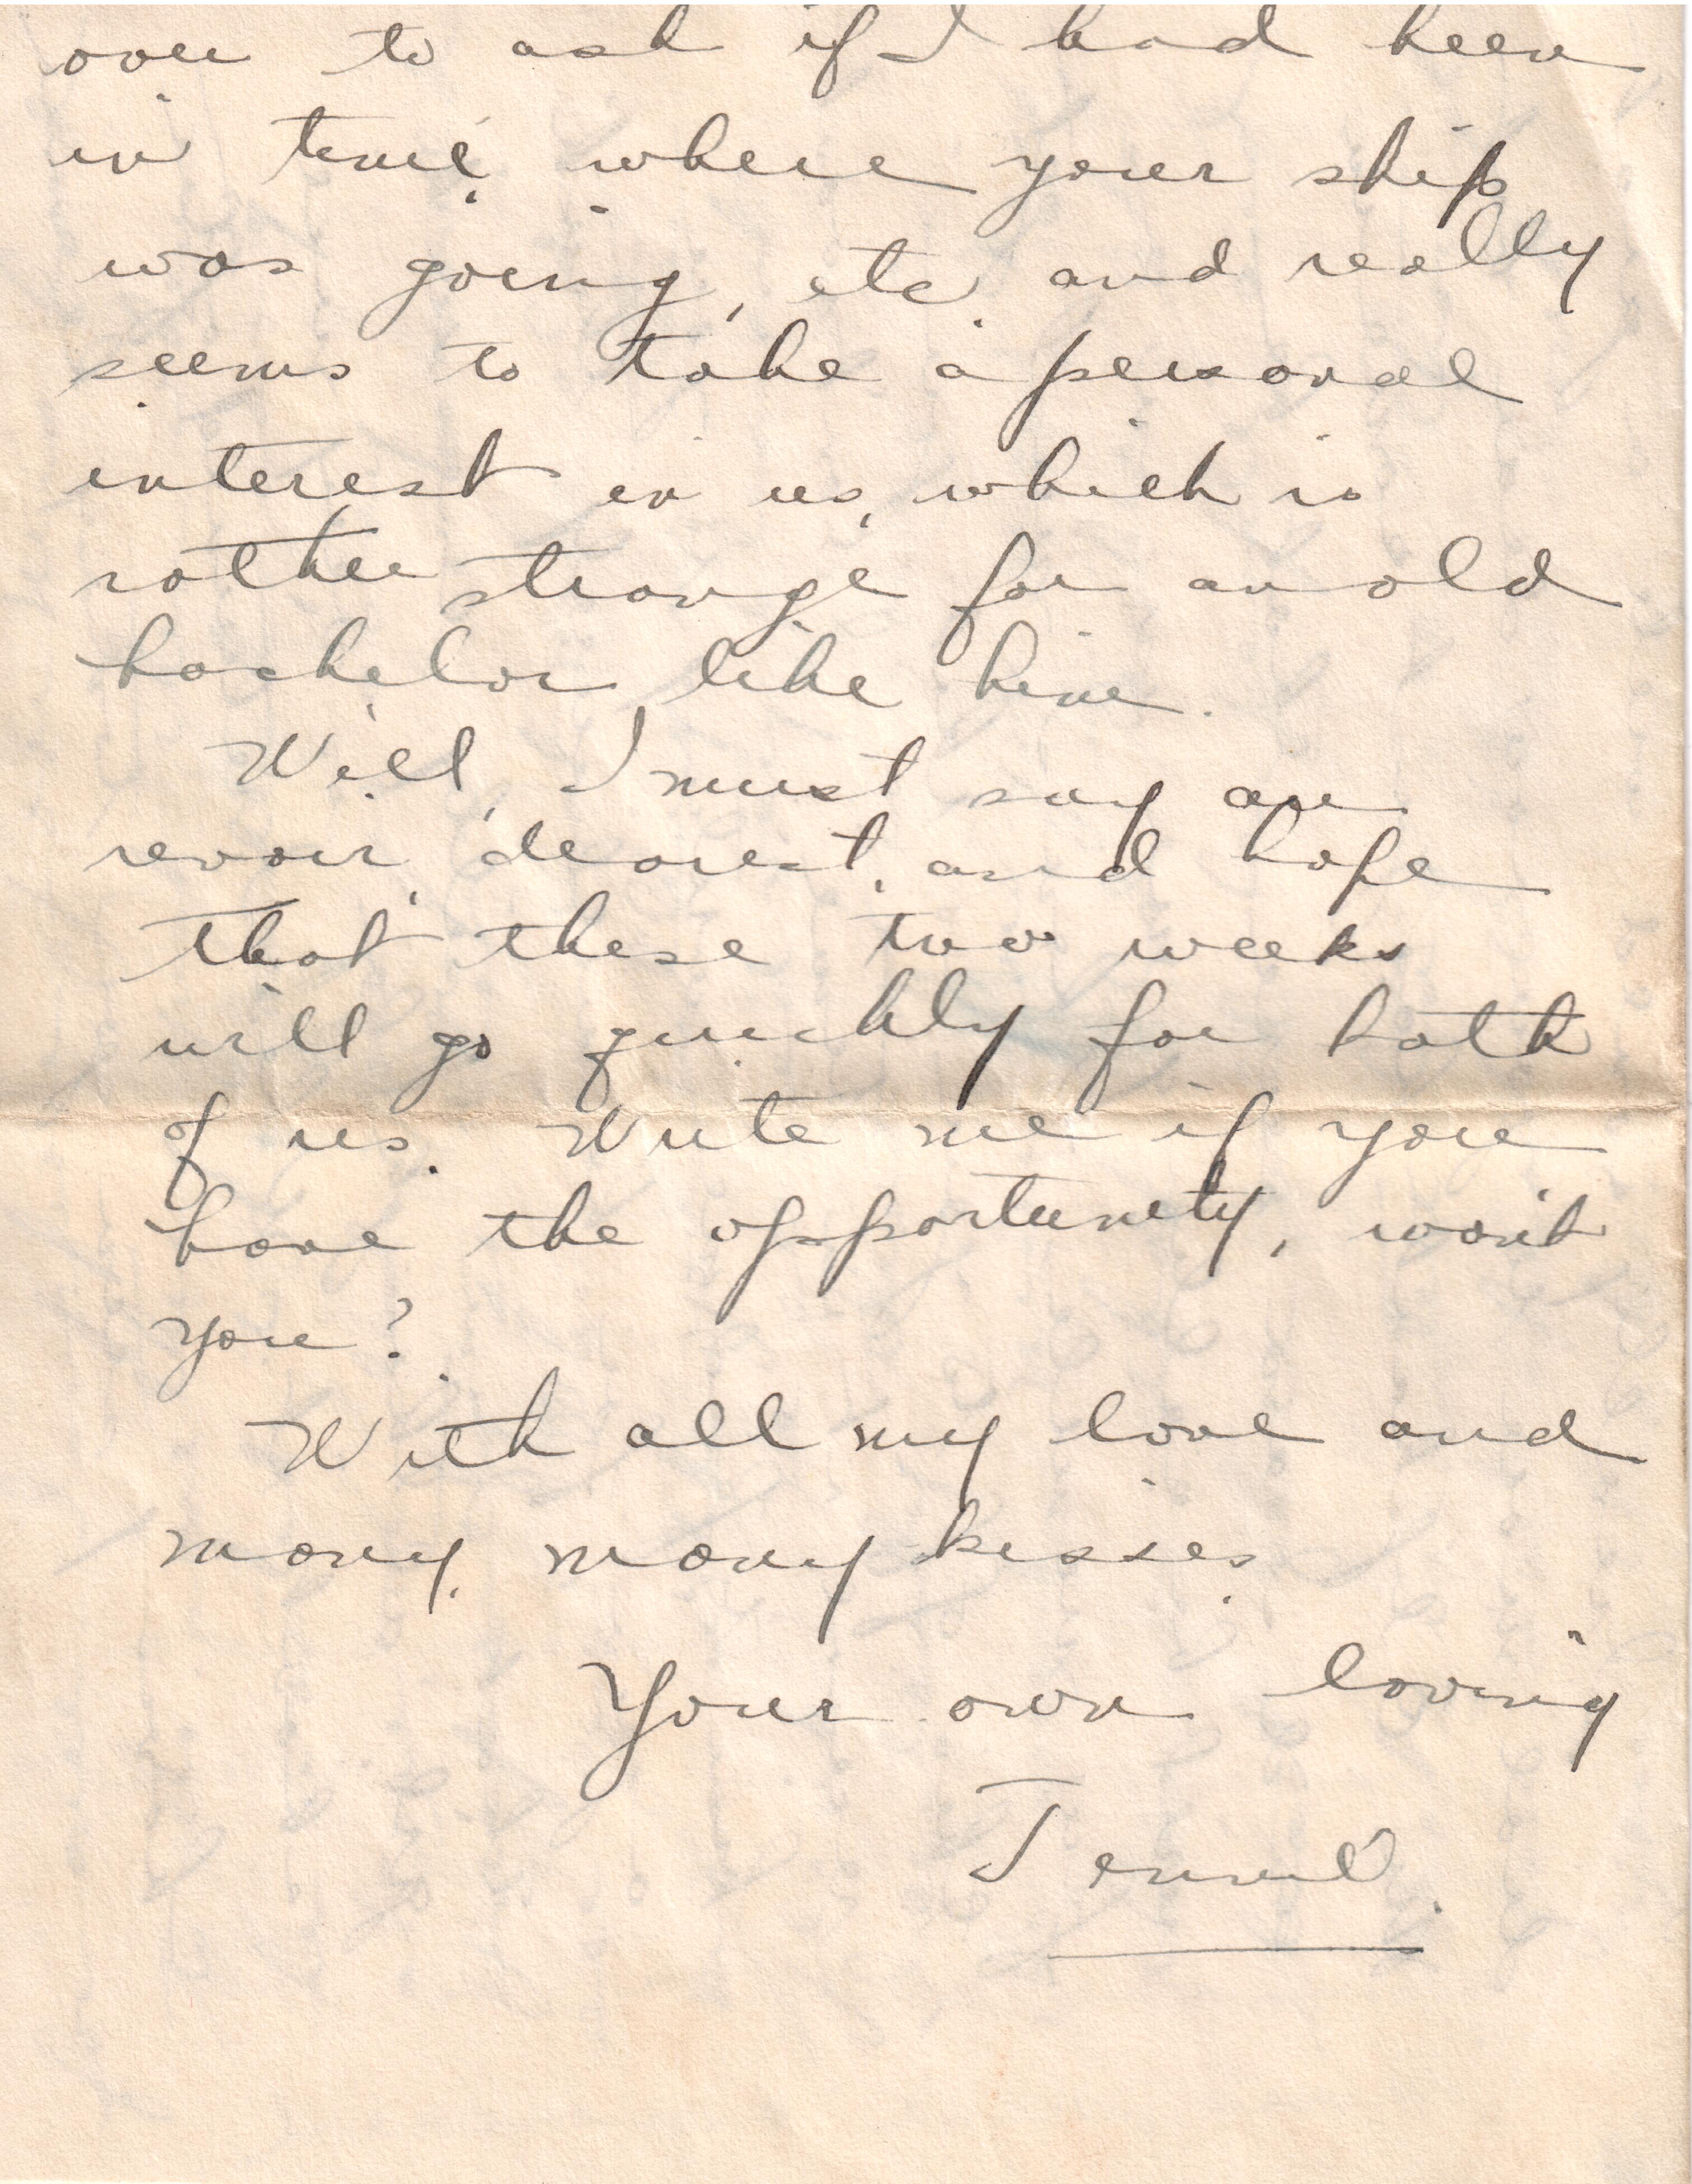 over to ask if I had been
in time, where your ship
was going, etc. and really
seems to take a personal
interest in us, which is
rather strange for an old
bachelor like him.
Well, I must say au
revoir, dearest, and hope
that these two weeks
will go quickly for both
of us. Write me if you
have the opportunity, won't
you?
With all my love and
many, many kisses,
Your own loving